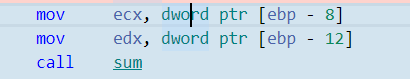 mov ecx, dword ptr [ebp - 8]
mov edx, dword ptr [ebp - 12]
call sum